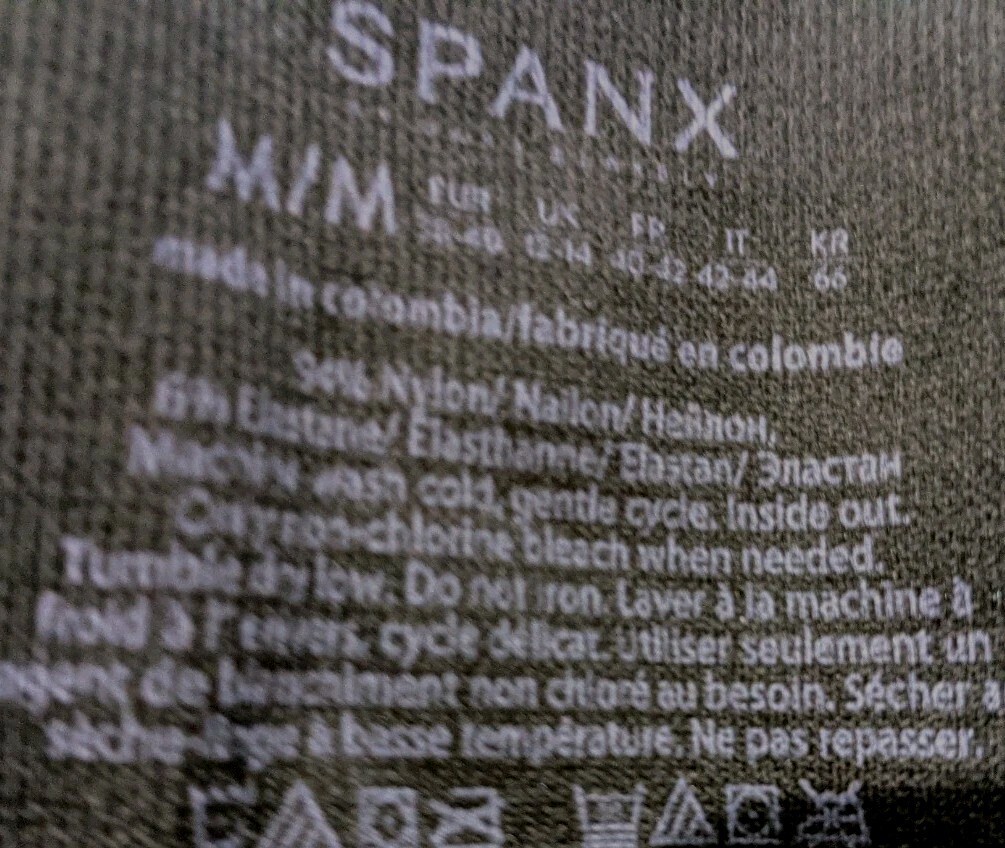 SPANX
M/M EUR UK FR IT KR
38-40 12-14 40-42 42-44 66
made in colombia/fabriqué en colombie
94% Nylon/ Nailon/ Нейлон,
6% Elastane/ Elasthanne/ Elastan/ Эластан
Machine wash cold, gentle cycle. Inside out.
Only non-chlorine bleach when needed.
Tumble dry low. Do not iron. Laver à la machine à
froid à l' envers, cycle délicat. Utiliser seulement un
agent de blanchiment non chloré au besoin. Sécher à
séche-linge à basse température. Ne pas repasser.